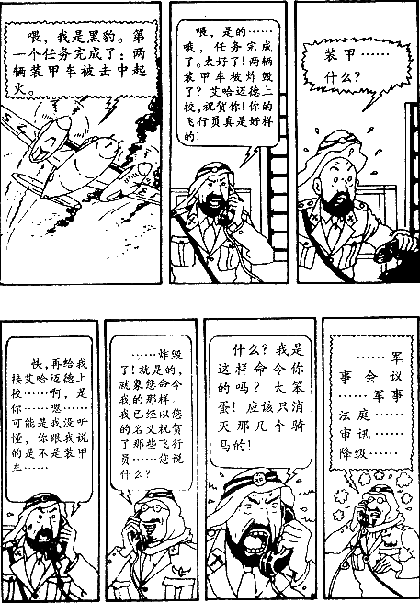 喂，我是黑豹。第
一个任务完成了：两
辆装甲车被击中起
火。
喂，是的……
哦，任务完成
了。太好了！两辆
装甲车被炸毁
了？艾哈迈德二
校，祝贺你！你的
飞行员真是好样
的！
装甲……
什么？
快，再给我
接艾哈迈德上
校……啊，是
你……嗯……
可能是我没听
懂，你跟我说
的是不是装甲
车……
……炸毁
了！就是的，
就象您命令
我的那样。
我已经以您
的名义祝贺
了那些飞行
员……您说
什么？
什么？我是
这样命令你
的吗？大笨
蛋！应该只消
灭那几个骑
马的！
……军
事会议
……军事
法庭……
审讯……
降级……